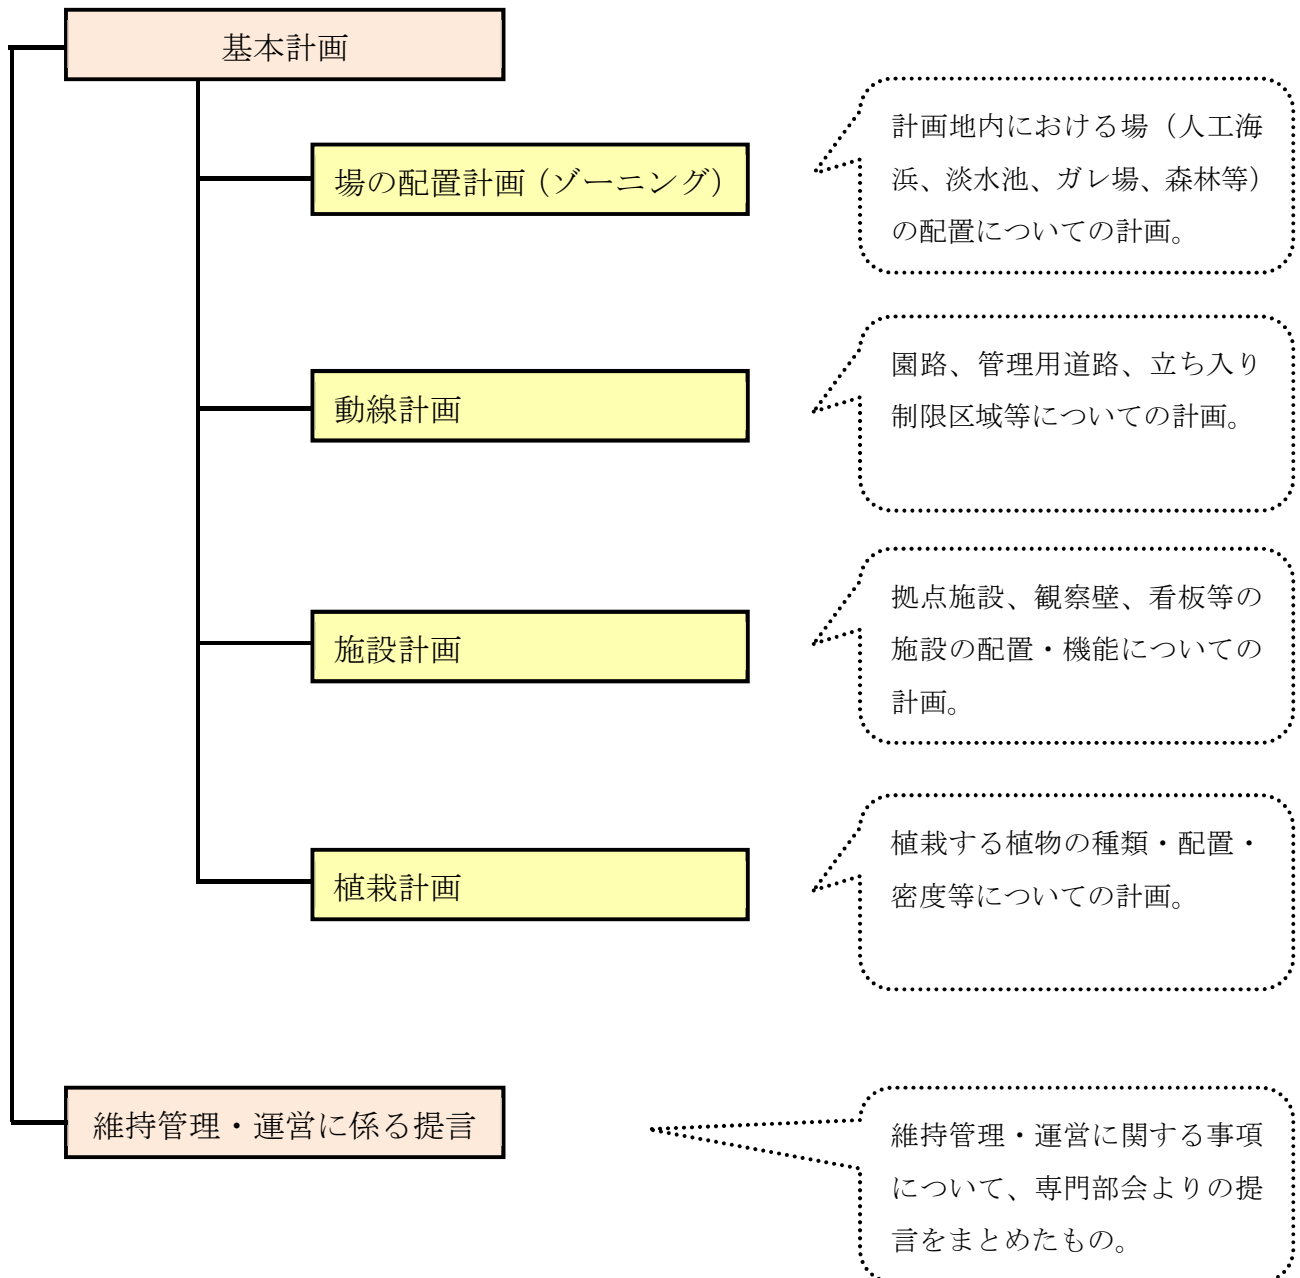 基本計画
場の配置計画（ゾーニング）
計画地内における場（人工海
浜、淡水池、ガレ場、森林等）
の配置についての計画。
動線計画
園路、管理用道路、立ち入り
制限区域等についての計画。
施設計画
拠点施設、観察壁、看板等の
施設の配置・機能についての
計画。
植栽計画
植栽する植物の種類・配置・
密度等についての計画。
維持管理・運営に係る提言
維持管理・運営に関する事項
について、専門部会よりの提
言をまとめたもの。